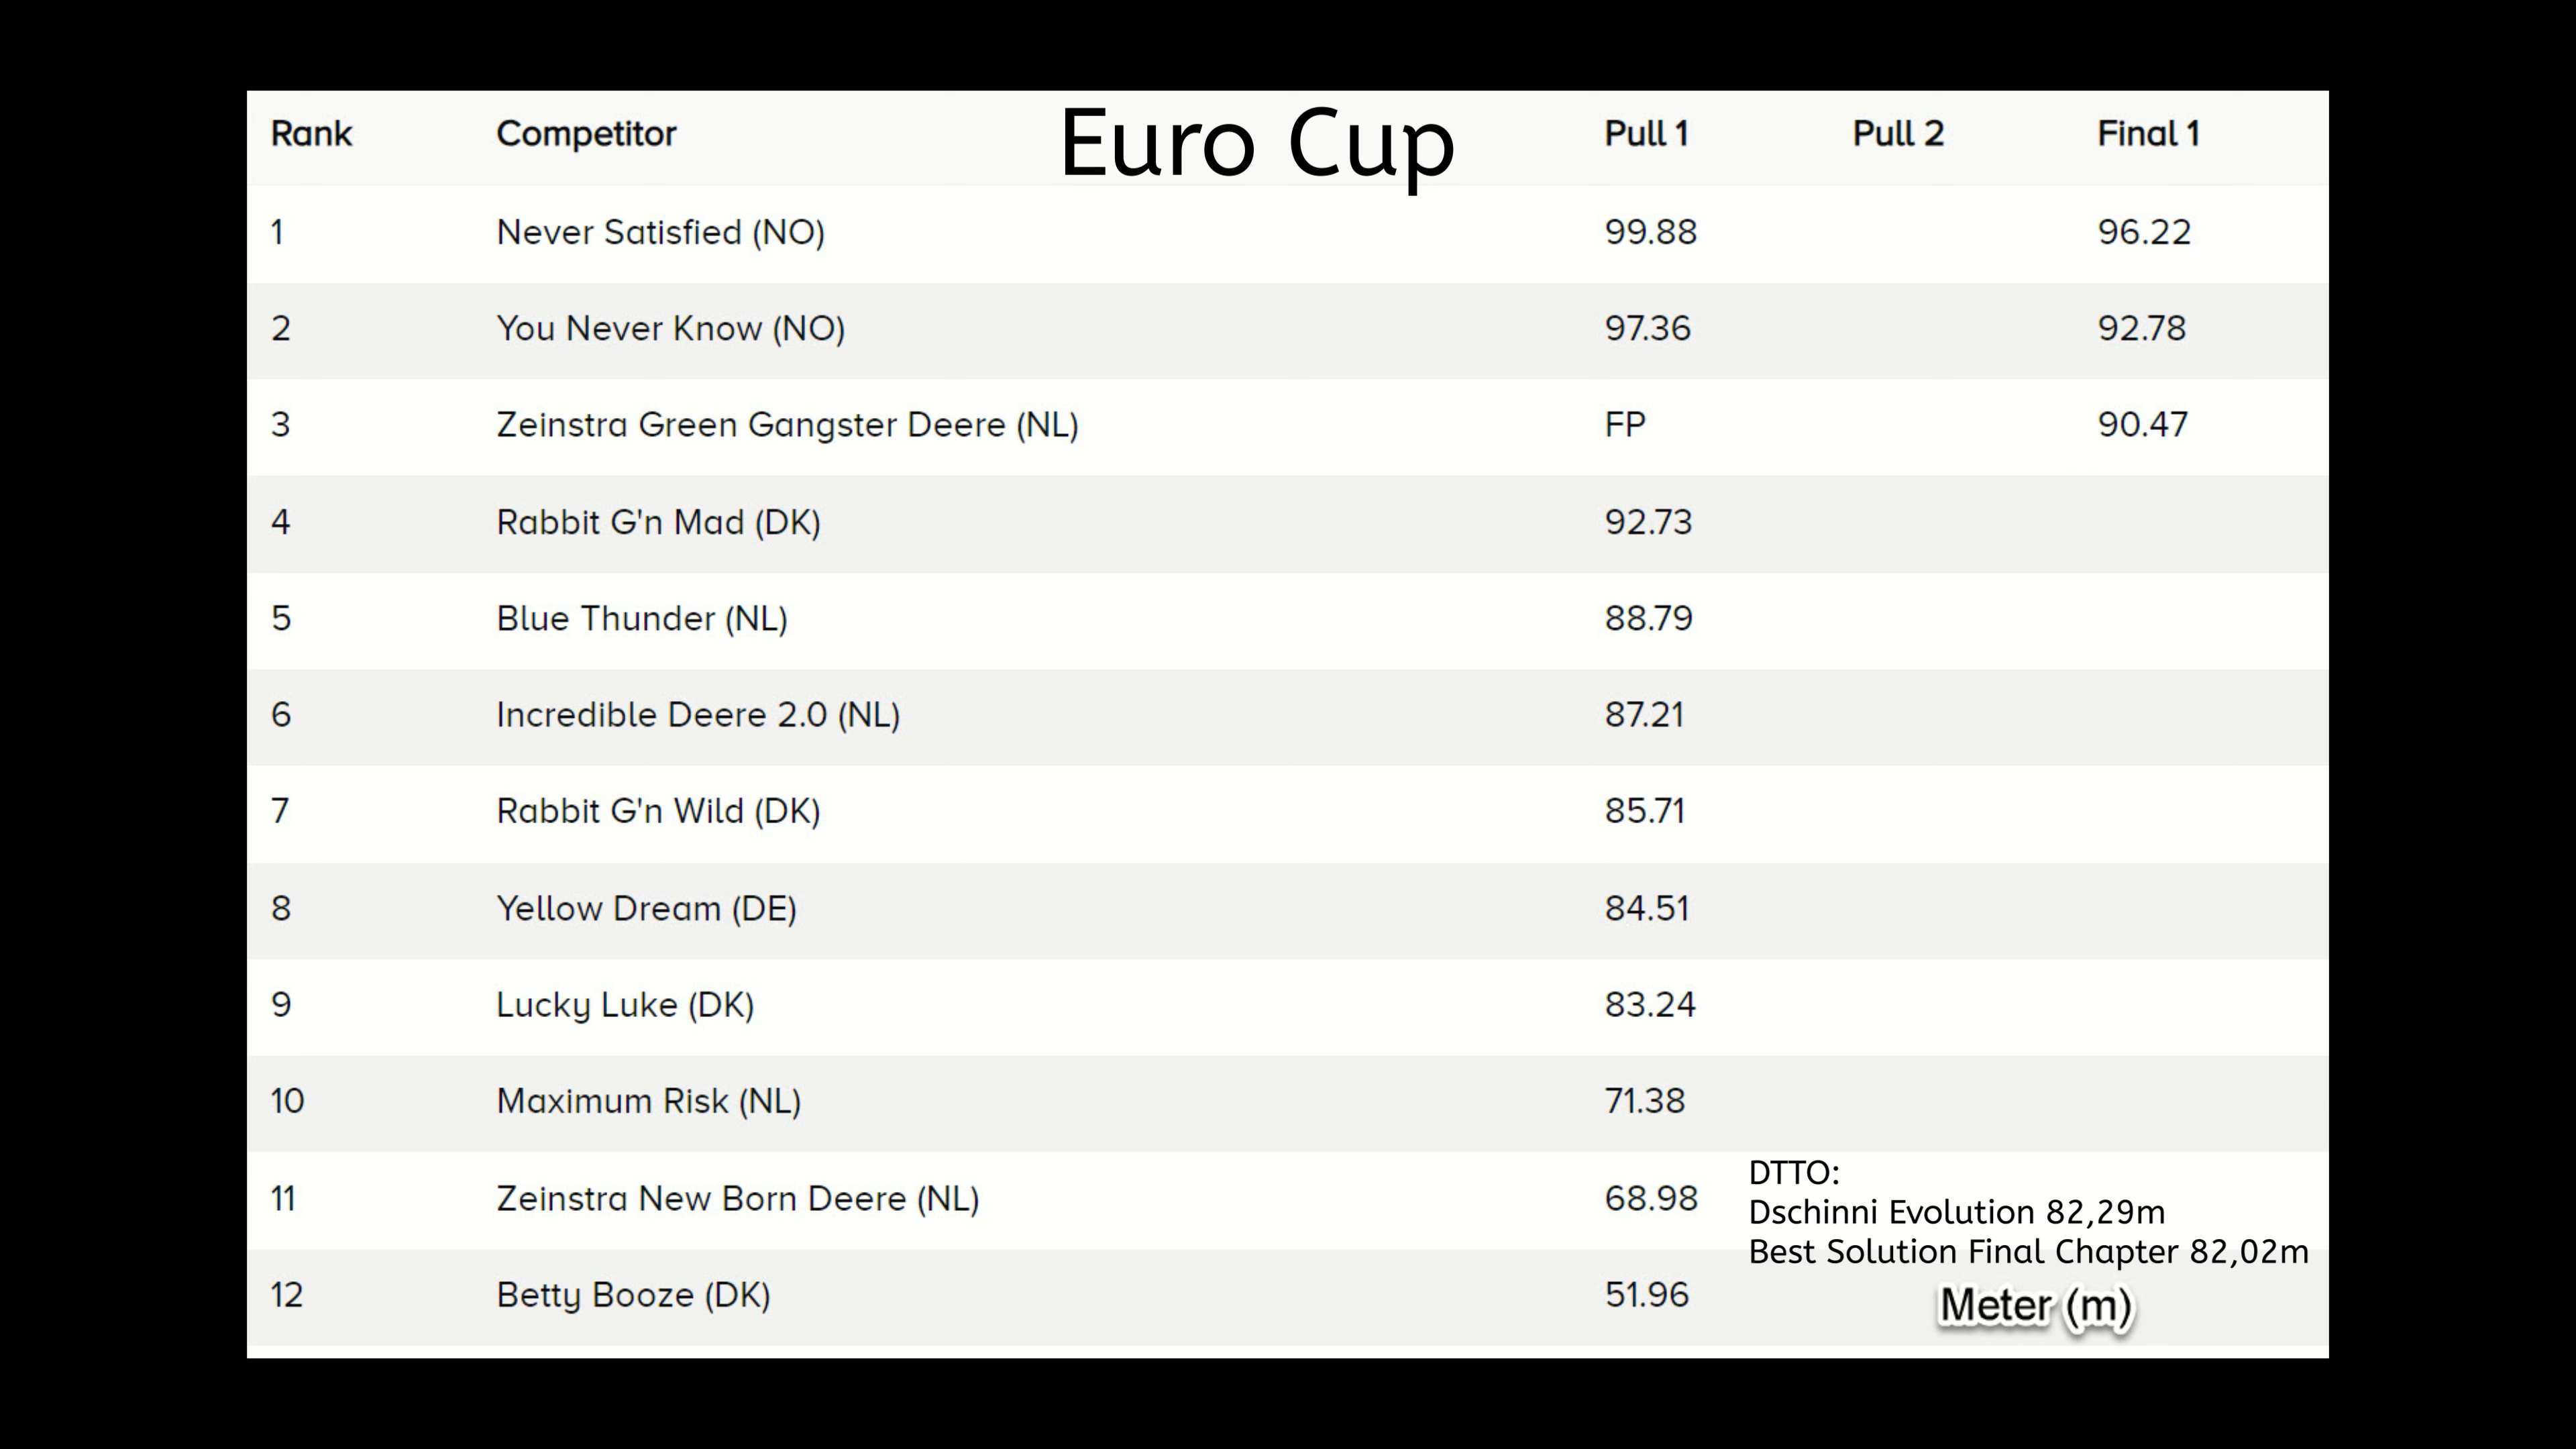 Euro Cup
Rank Competitor Pull 1 Pull 2 Final 1
1 Never Satisfied (NO) 99.88 96.22
2 You Never Know (NO) 97.36 92.78
3 Zeinstra Green Gangster Deere (NL) FP 90.47
4 Rabbit G'n Mad (DK) 92.73
5 Blue Thunder (NL) 88.79
6 Incredible Deere 2.0 (NL) 87.21
7 Rabbit G'n Wild (DK) 85.71
8 Yellow Dream (DE) 84.51
9 Lucky Luke (DK) 83.24
10 Maximum Risk (NL) 71.38
11 Zeinstra New Born Deere (NL) 68.98
12 Betty Booze (DK) 51.96
DTTO:
Dschinni Evolution 82,29m
Best Solution Final Chapter 82,02m
Meter (m)